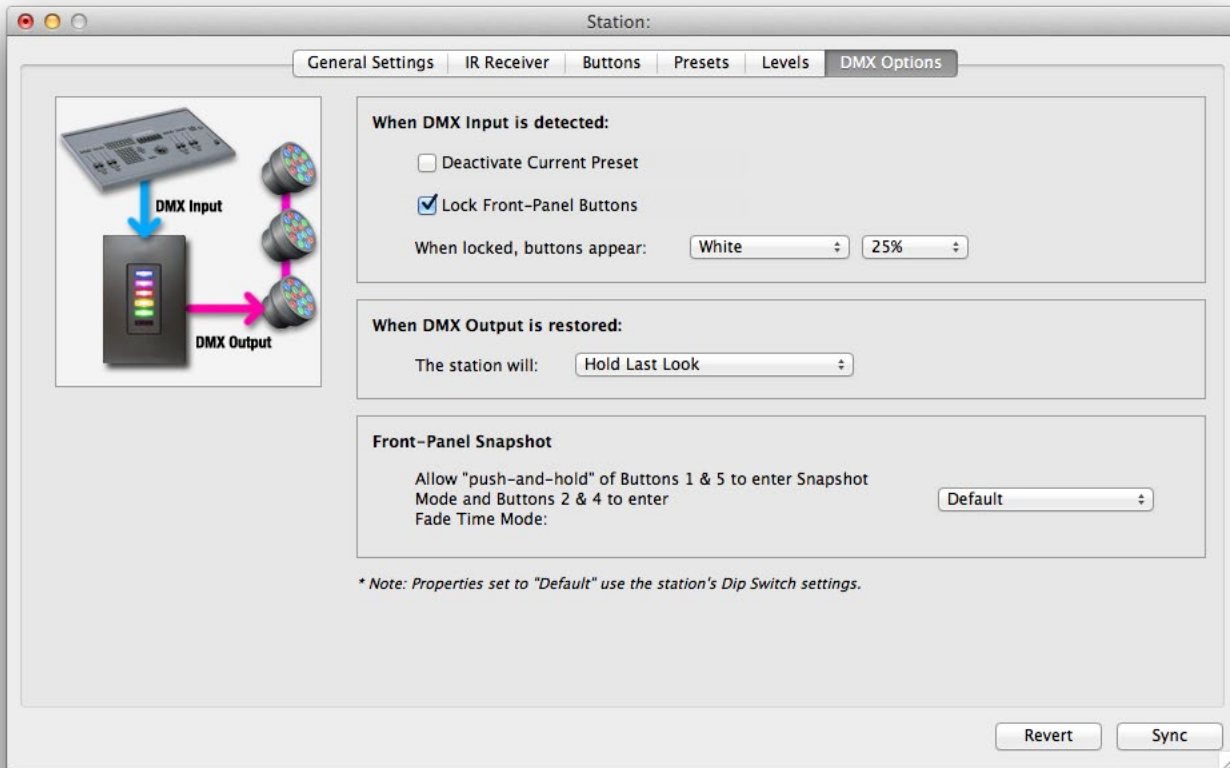 Station:
General Settings
IR Receiver
Buttons
Presets
Levels
DMX Options
DMX Input
DMX Output
When DMX Input is detected:
Deactivate Current Preset
Lock Front-Panel Buttons
When locked, buttons appear: White 25%
When DMX Output is restored:
The station will: Hold Last Look
Front-Panel Snapshot
Allow "push-and-hold" of Buttons 1 & 5 to enter Snapshot
Mode and Buttons 2 & 4 to enter
Fade Time Mode:
Default
* Note: Properties set to "Default" use the station's Dip Switch settings.
Revert
Sync